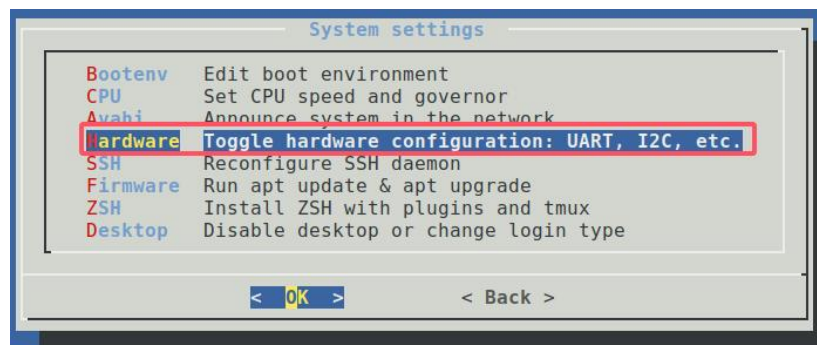 System settings
Bootenv Edit boot environment
CPU Set CPU speed and governor
Avahi Announce system in the network
Hardware Toggle hardware configuration: UART, I2C, etc.
SSH Reconfigure SSH daemon
Firmware Run apt update & apt upgrade
ZSH Install ZSH with plugins and tmux
Desktop Disable desktop or change login type
< OK > < Back >